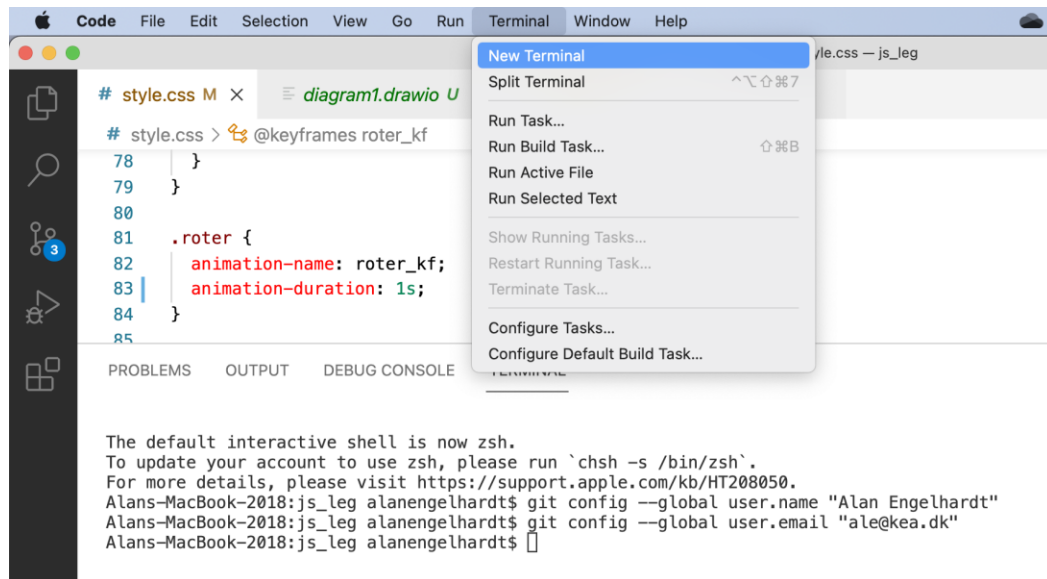 Code File Edit Selection View Go Run Terminal Window Help
New Terminal
yle.css — js_leg
Split Terminal ^⌥⇧⌘7
Run Task...
Run Build Task... ⇧⌘B
Run Active File
Run Selected Text
Show Running Tasks...
Restart Running Task...
Terminate Task...
Configure Tasks...
Configure Default Build Task...
# style.css M × diagram1.drawio U
# style.css > @keyframes roter_kf
78 }
79 }
80
81 .roter {
82 animation-name: roter_kf;
83 animation-duration: 1s;
84 }
85
3
PROBLEMS OUTPUT DEBUG CONSOLE TERMINAL
The default interactive shell is now zsh.
To update your account to use zsh, please run `chsh -s /bin/zsh`.
For more details, please visit https://support.apple.com/kb/HT208050.
Alans-MacBook-2018:js_leg alanengelhardt$ git config --global user.name "Alan Engelhardt"
Alans-MacBook-2018:js_leg alanengelhardt$ git config --global user.email "ale@kea.dk"
Alans-MacBook-2018:js_leg alanengelhardt$